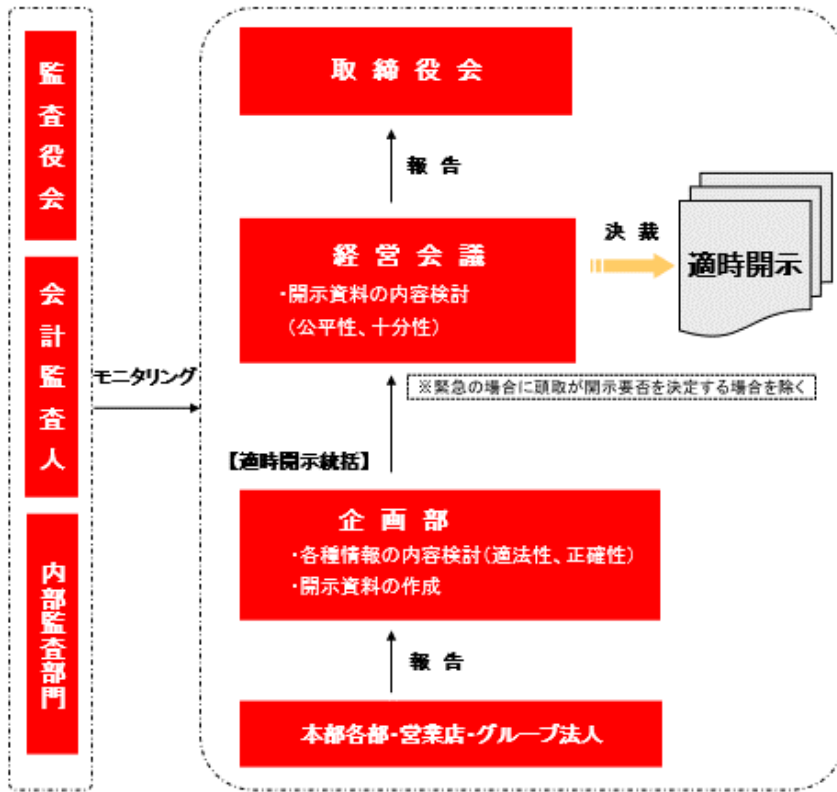 監査役会
会計監査人
内部監査部門
モニタリング
取締役会
報告
経営会議
・開示資料の内容検討
(公平性、十分性)
決裁
適時開示
※緊急の場合に頭取が開示要否を決定する場合を除く
【適時開示統括】
企画部
・各種情報の内容検討(適法性、正確性)
・開示資料の作成
報告
本部各部・営業店・グループ法人